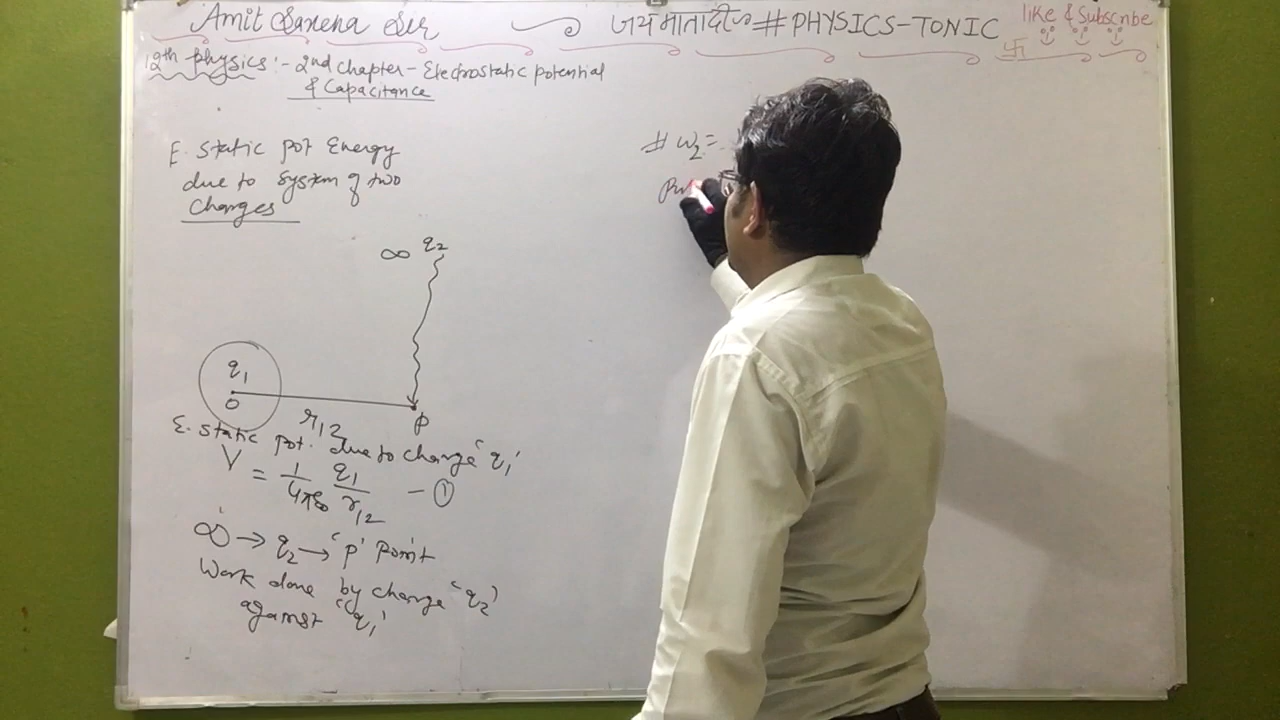 Amit Saxena Sir जय माता दी # PHYSICS-TONIC like & Subscribe
12th Physics :- 2nd Chapter - Electrostatic potential
& Capacitance
E. static pot Energy
due to system of two
Charges
∞ q₂
q₁
O
r₁₂
P
E. static pot. due to charge 'q₁'
V = 1/4πε₀ q₁/r₁₂ - ①
∞ → q₂ → 'P' Point
Work done by charge 'q₂'
against 'q₁'
# W₂ =